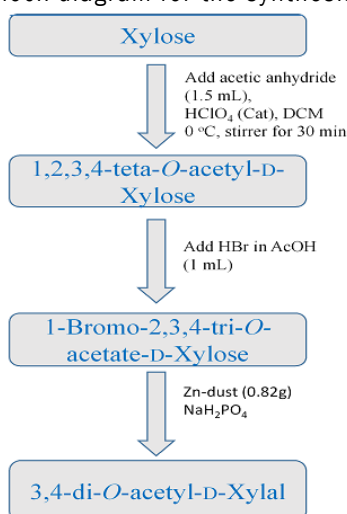 Xylose
Add acetic anhydride
(1.5 mL),
HClO4 (Cat), DCM
0 °C, stirrer for 30 min
1,2,3,4-teta-O-acetyl-D-
Xylose
Add HBr in AcOH
(1 mL)
1-Bromo-2,3,4-tri-O-
acetate-D-Xylose
Zn-dust (0.82g)
NaH2PO4
3,4-di-O-acetyl-D-Xylal